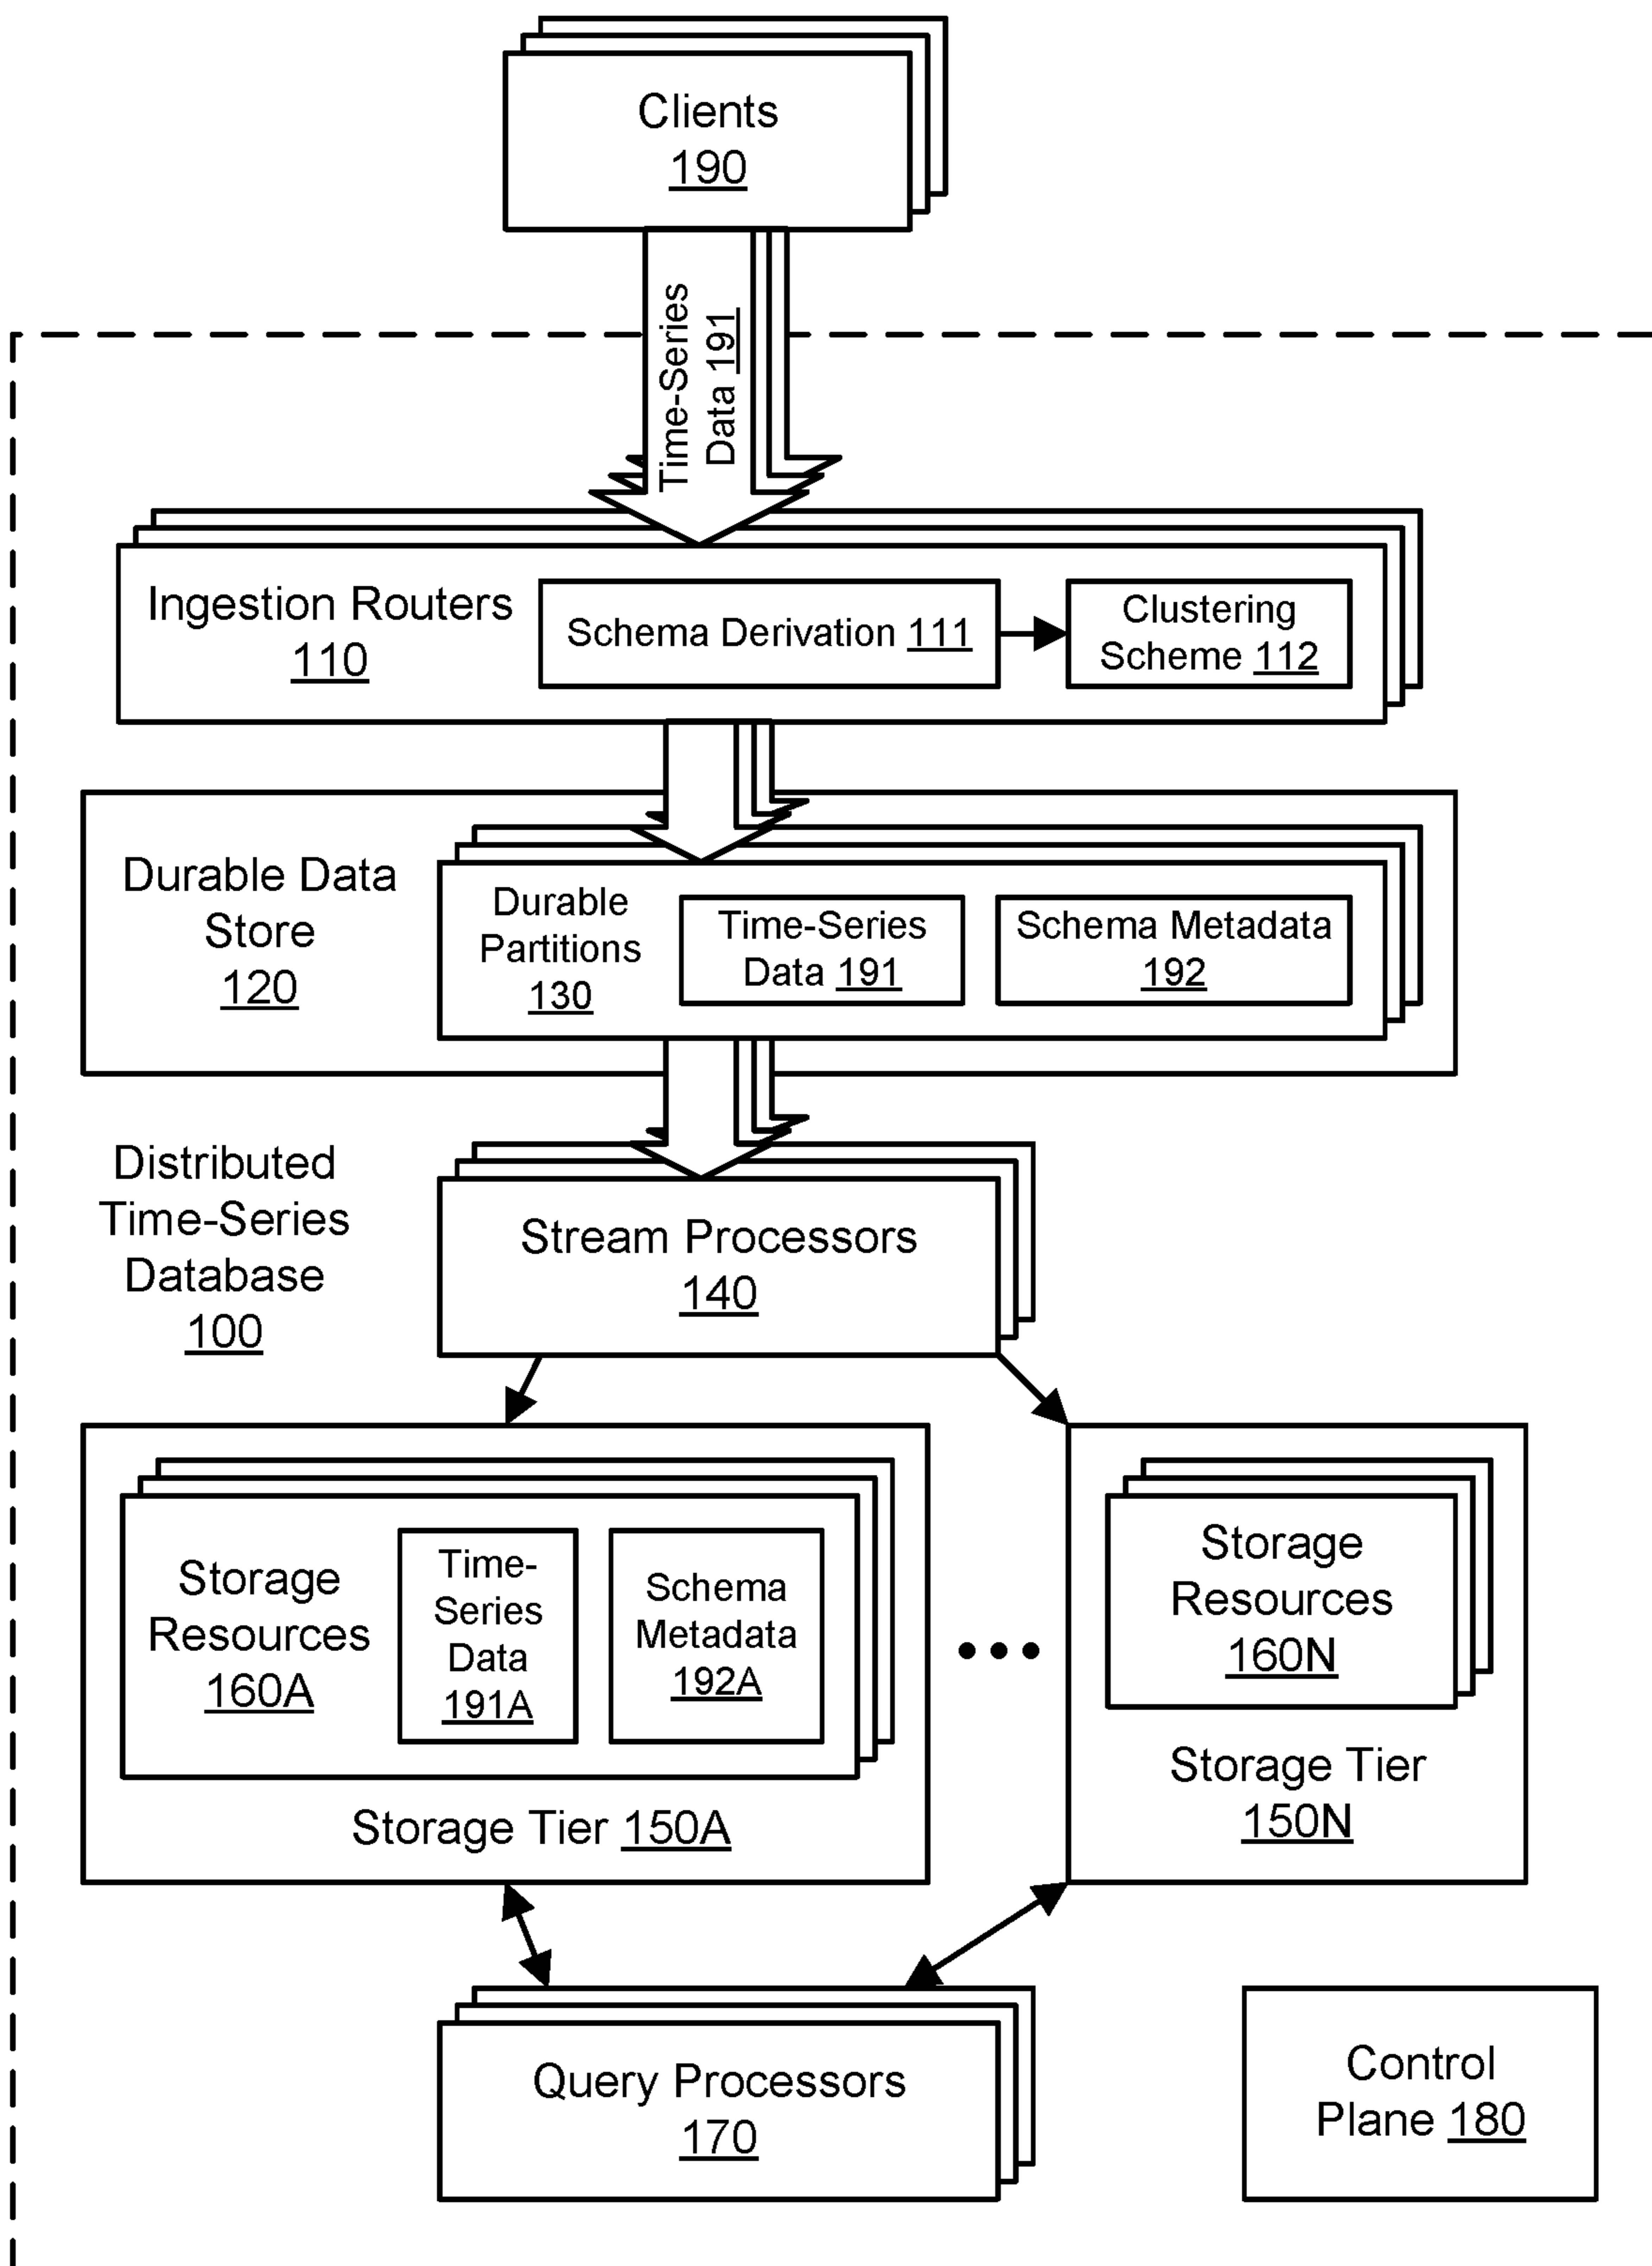 Clients
190
Time-Series
Data 191
Ingestion Routers
110
Schema Derivation 111
Clustering
Scheme 112
Durable Data
Store
120
Durable
Partitions
130
Time-Series
Data 191
Schema Metadata
192
Distributed
Time-Series
Database
100
Stream Processors
140
Storage
Resources
160A
Time-
Series
Data
191A
Schema
Metadata
192A
Storage Tier 150A
Storage
Resources
160N
Storage Tier
150N
Query Processors
170
Control
Plane 180